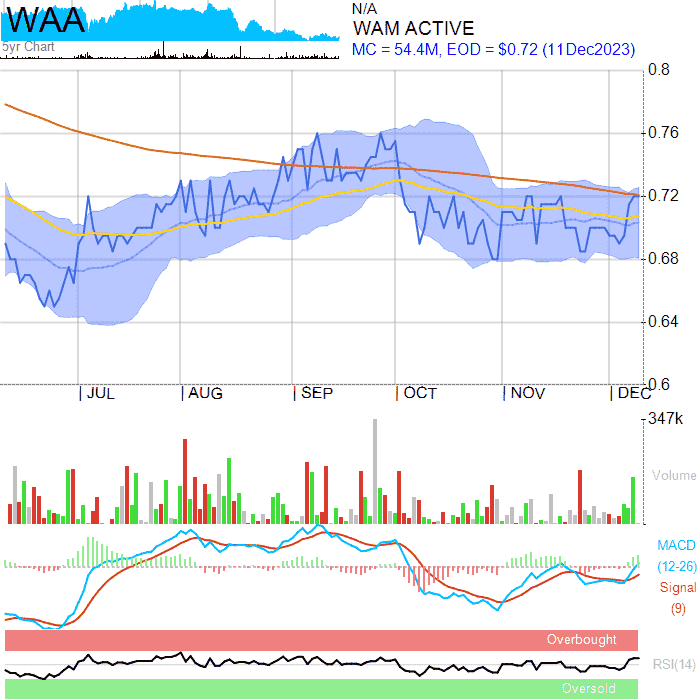 WAA
5yr Chart
N/A
WAM ACTIVE
MC = 54.4M, EOD = $0.72 (11Dec2023)
0.8
0.76
0.72
0.68
0.64
0.6
JUL
AUG
SEP
OCT
NOV
DEC
347k
Volume
MACD
(12-26)
Signal
(9)
Overbought
RSI(14)
Oversold